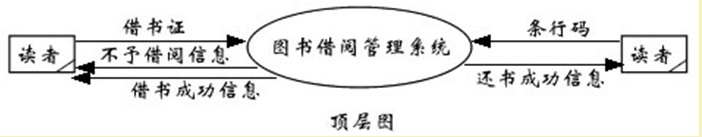 借书证
条行码
读者
不予借阅信息
图书借阅管理系统
读者
借书成功信息
还书成功信息
顶层图